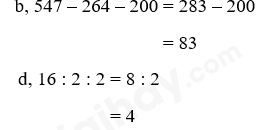 b, 547 – 264 – 200 = 283 – 200
= 83
d, 16 : 2 : 2 = 8 : 2
= 4